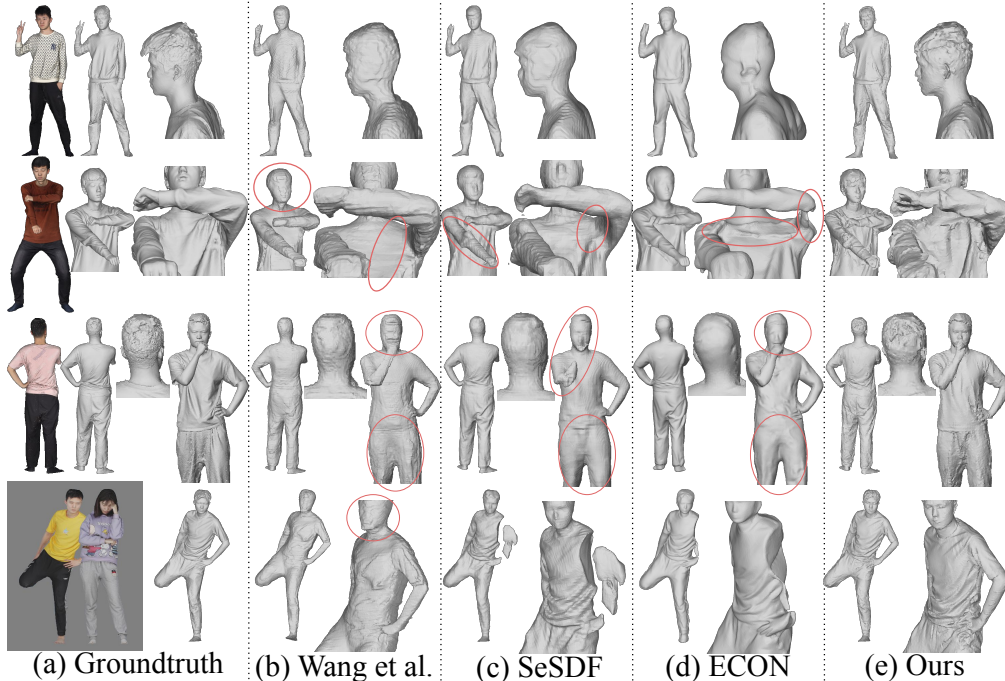 (a) Groundtruth
(b) Wang et al.
(c) SeSDF
(d) ECON
(e) Ours